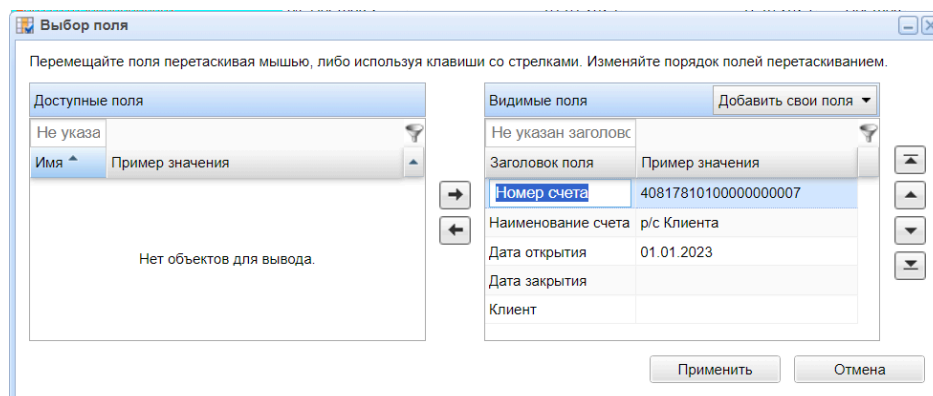 Выбор поля
Перемещайте поля перетаскивая мышью, либо используя клавиши со стрелками. Изменяйте порядок полей перетаскиванием.
Доступные поля
Не указа
Имя Пример значения
Нет объектов для вывода.
Видимые поля Добавить свои поля
Не указан заголовс
Заголовок поля Пример значения
Номер счета 40817810100000000007
Наименование счета р/с Клиента
Дата открытия 01.01.2023
Дата закрытия
Клиент
Применить Отмена